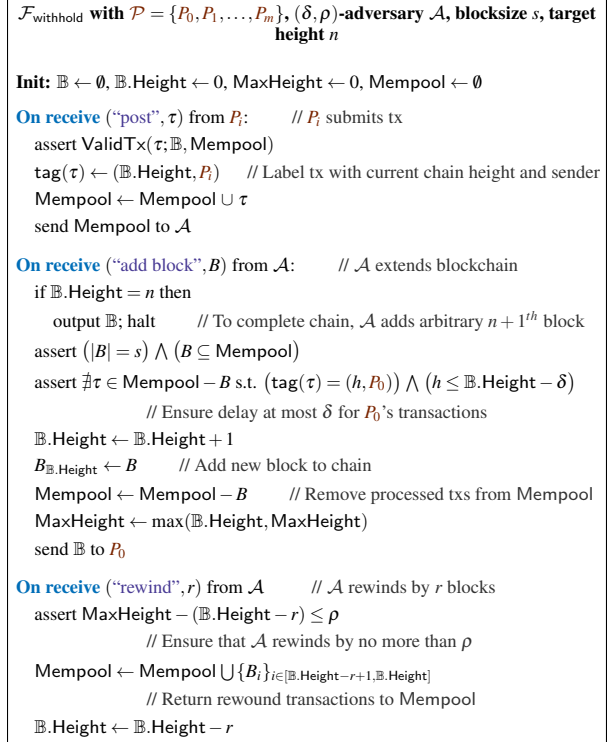 𝓕withhold with 𝒫 = {P₀, P₁, . . . , Pₘ}, (δ, ρ)-adversary 𝒜, blocksize s, target
height n
Init: 𝔹 ← ∅, 𝔹.Height ← 0, MaxHeight ← 0, Mempool ← ∅
On receive (“post”, τ) from Pᵢ: // Pᵢ submits tx
assert ValidTx(τ; 𝔹, Mempool)
tag(τ) ← (𝔹.Height, Pᵢ) // Label tx with current chain height and sender
Mempool ← Mempool ∪ τ
send Mempool to 𝒜
On receive (“add block”, B) from 𝒜: // 𝒜 extends blockchain
if 𝔹.Height = n then
output 𝔹; halt // To complete chain, 𝒜 adds arbitrary n + 1ᵗʰ block
assert (|B| = s) ⋀ (B ⊆ Mempool)
assert ∄τ ∈ Mempool − B s.t. (tag(τ) = (h, P₀)) ⋀ (h ≤ 𝔹.Height − δ)
// Ensure delay at most δ for P₀’s transactions
𝔹.Height ← 𝔹.Height + 1
B𝔹.Height ← B // Add new block to chain
Mempool ← Mempool − B // Remove processed txs from Mempool
MaxHeight ← max(𝔹.Height, MaxHeight)
send 𝔹 to P₀
On receive (“rewind”, r) from 𝒜 // 𝒜 rewinds by r blocks
assert MaxHeight − (𝔹.Height − r) ≤ ρ
// Ensure that 𝒜 rewinds by no more than ρ
Mempool ← Mempool ⋃{Bᵢ}i∈[𝔹.Height−r+1,𝔹.Height]
// Return rewound transactions to Mempool
𝔹.Height ← 𝔹.Height − r